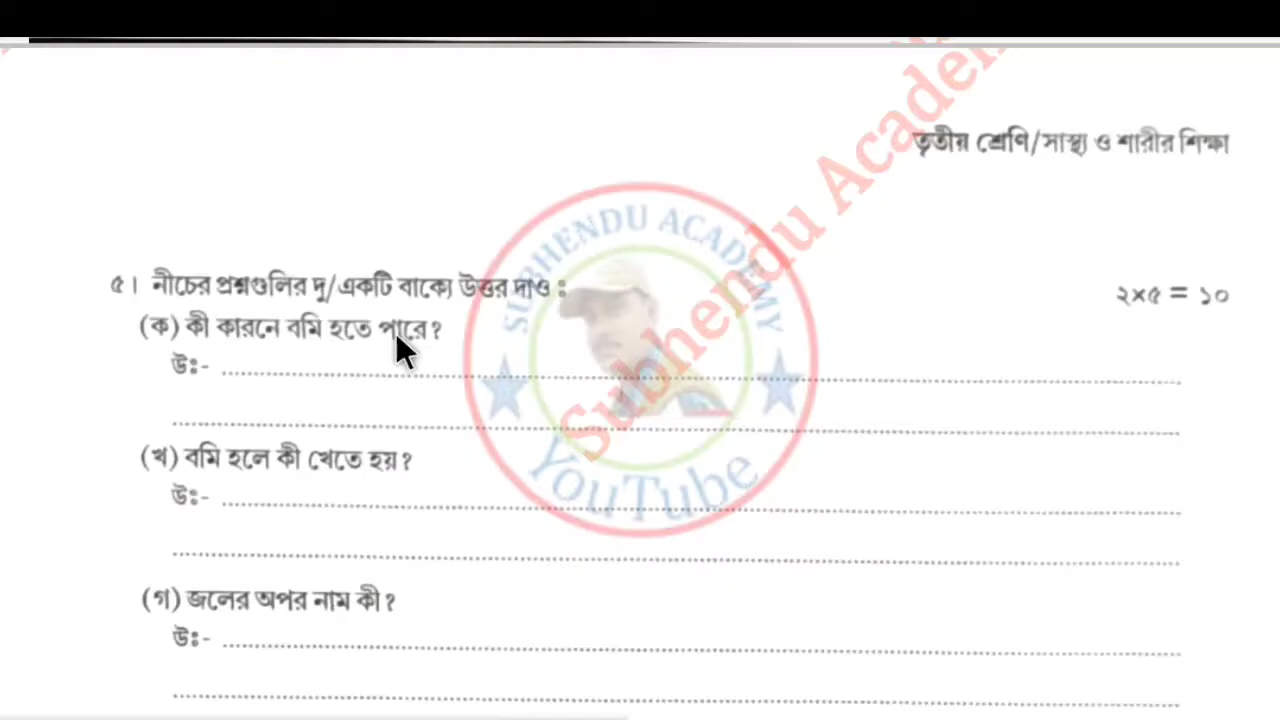 Subhendu Academ
তৃতীয় শ্রেণি/সাস্থ্য ও শারীর শিক্ষা
SUBHENDU ACADEMY
৫। নীচের প্রশ্নগুলির দু/একটি বাক্যে উত্তর দাও :
২×৫ = ১০
(ক) কী কারনে বমি হতে পারে?
উঃ-
(খ) বমি হলে কী খেতে হয়?
উঃ-
YouTube
(গ) জলের অপর নাম কী?
উঃ-